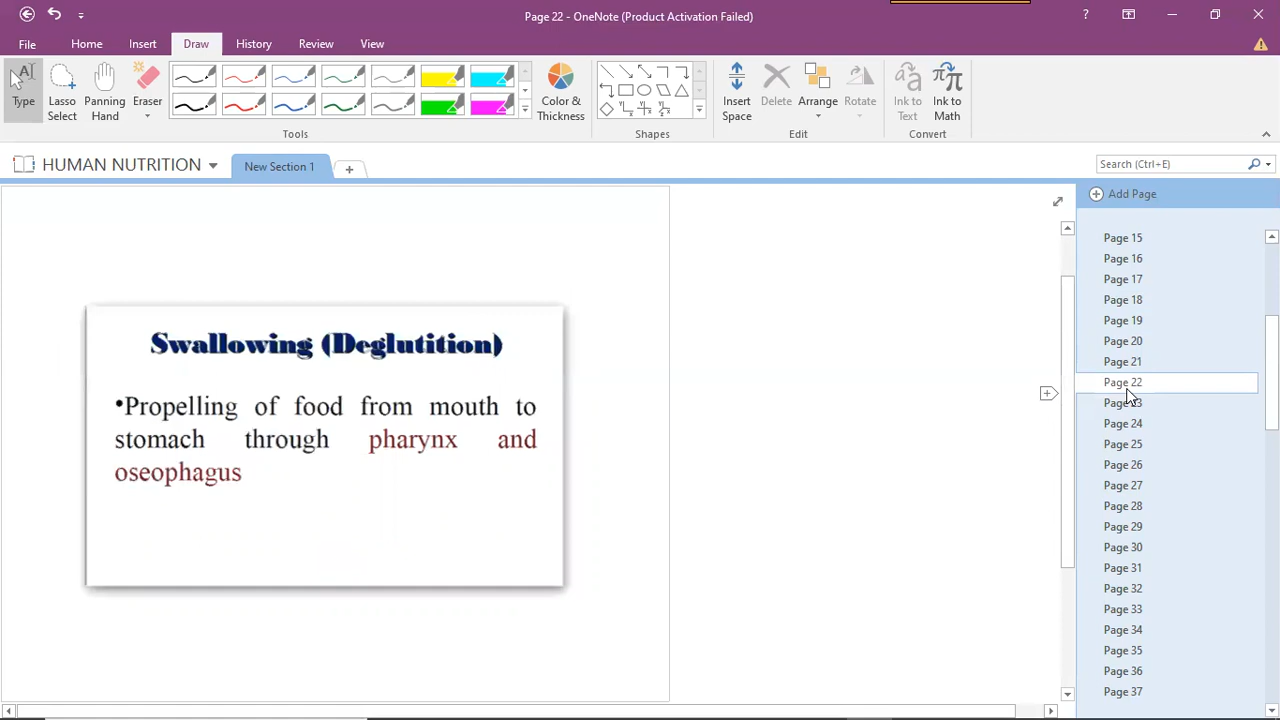 Page 22 - OneNote (Product Activation Failed)
?
File Home Insert Draw History Review View
Type
Lasso Select
Panning Hand
Eraser
Color & Thickness
Insert Space
Delete
Arrange
Rotate
Ink to Text
Ink to Math
Tools
Shapes
Edit
Convert
HUMAN NUTRITION
New Section 1
Search (Ctrl+E)
Add Page
Swallowing (Deglutition)
•Propelling of food from mouth to
stomach through pharynx and
oseophagus
Page 15
Page 16
Page 17
Page 18
Page 19
Page 20
Page 21
Page 22
Page 23
Page 24
Page 25
Page 26
Page 27
Page 28
Page 29
Page 30
Page 31
Page 32
Page 33
Page 34
Page 35
Page 36
Page 37